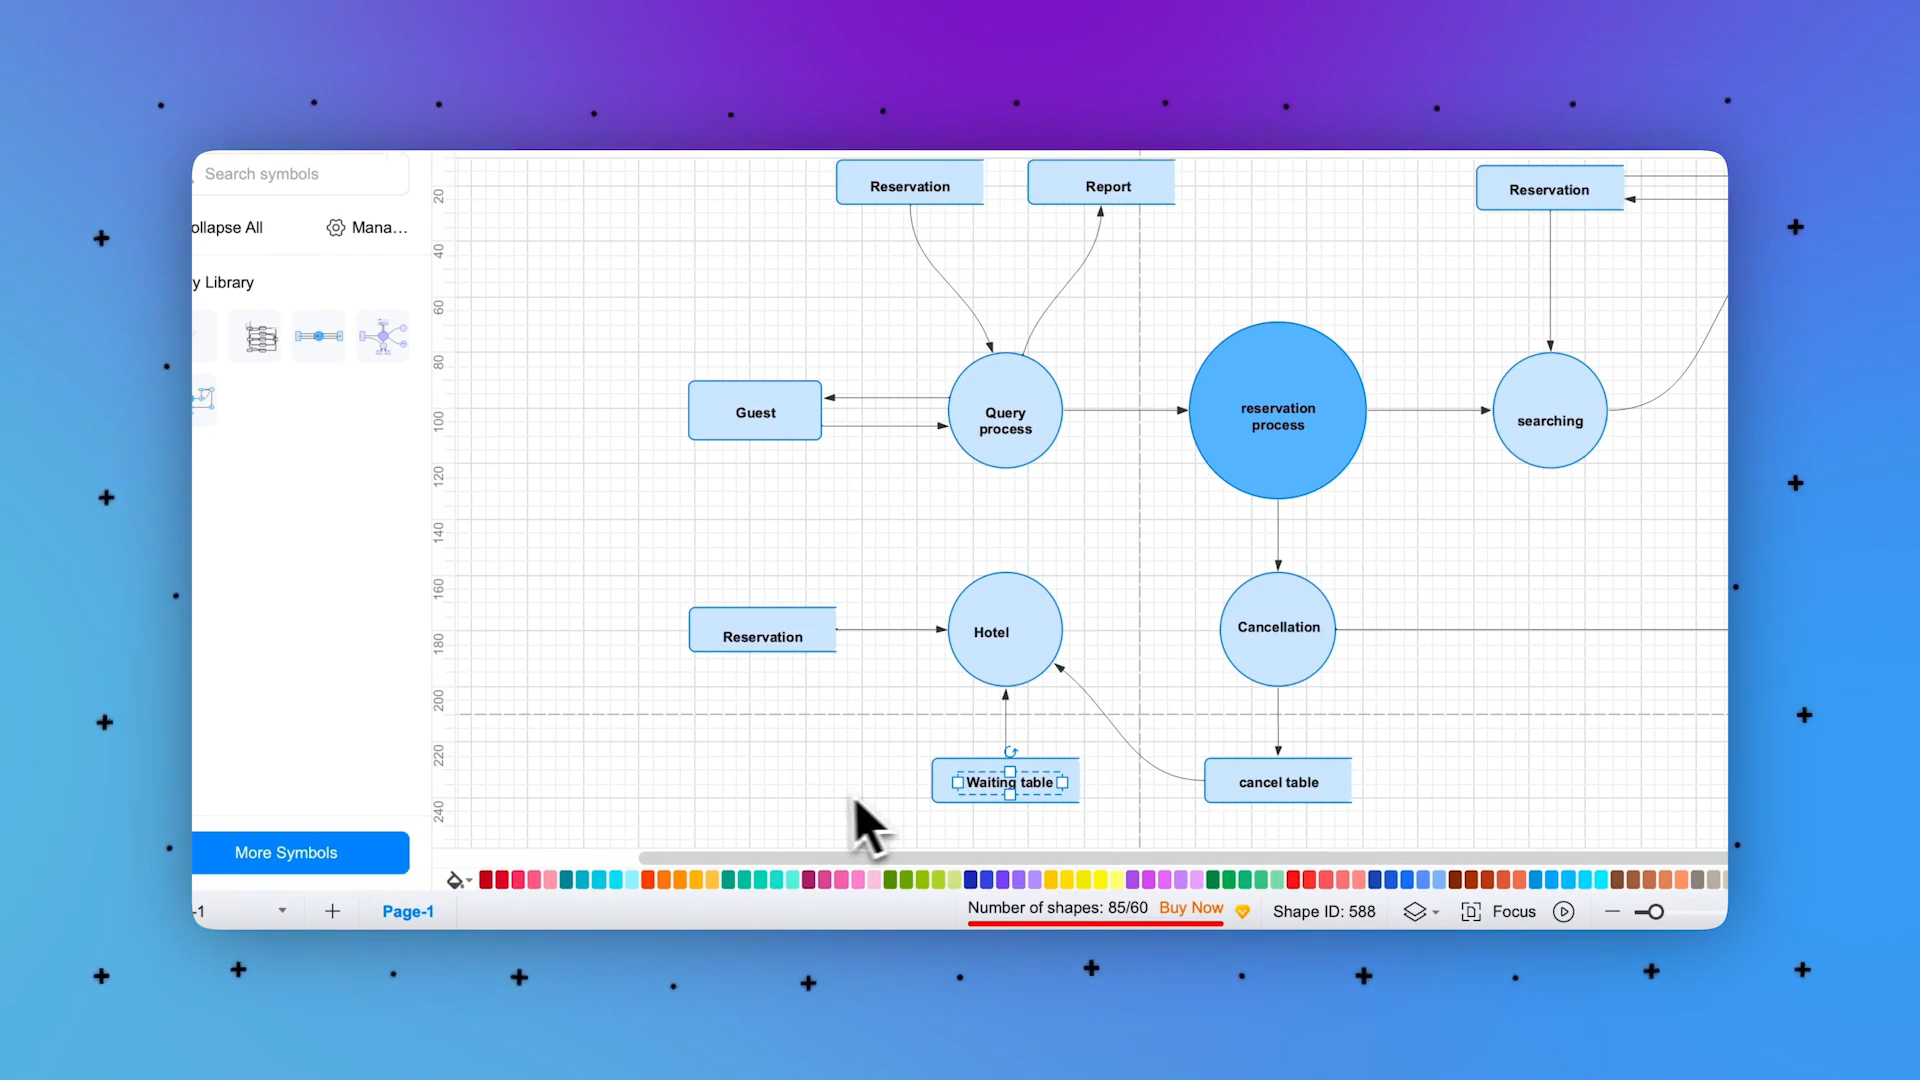 Search symbols
ollapse All
Mana...
y Library
More Symbols
20
40
60
80
100
120
140
160
180
200
220
240
Reservation
Report
Reservation
Guest
Query
process
reservation
process
searching
Reservation
Hotel
Cancellation
Waiting table
cancel table
-1
Page-1
Number of shapes: 85/60 Buy Now
Shape ID: 588
Focus